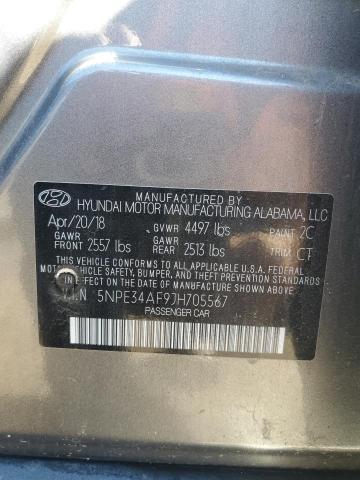 MANUFACTURED BY
HYUNDAI MOTOR MANUFACTURING ALABAMA, LLC
Apr/20/18 GVWR 4497 lbs PAINT 2C
GAWR FRONT 2557 lbs GAWR REAR 2513 lbs TRIM CT
THIS VEHICLE CONFORMS TO ALL APPLICABLE U.S.A. FEDERAL
MOTOR VEHICLE SAFETY, BUMPER, AND THEFT PREVENTION
STANDARDS IN EFFECT ON THE DATE OF MANUFACTURE SHOWN ABOVE.
V.I.N 5NPE34AF9JH705567
PASSENGER CAR